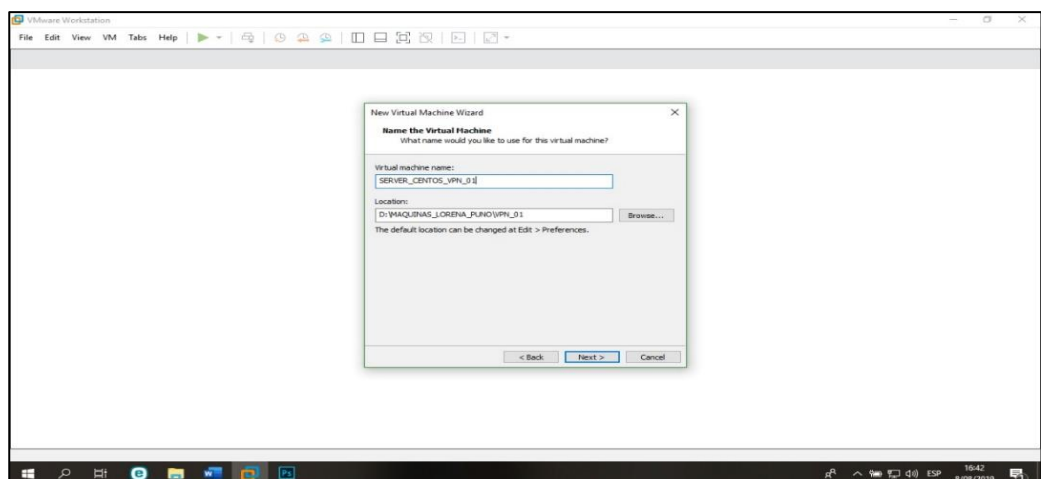 VMware Workstation
File Edit View VM Tabs Help
New Virtual Machine Wizard
Name the Virtual Machine
What name would you like to use for this virtual machine?
Virtual machine name:
SERVER_CENTOS_VPN_01
Location:
D:\MAQUINAS_LORENA_PUNO\VPN_01
Browse...
The default location can be changed at Edit > Preferences.
< Back Next > Cancel
W Ps
ESP 16:42